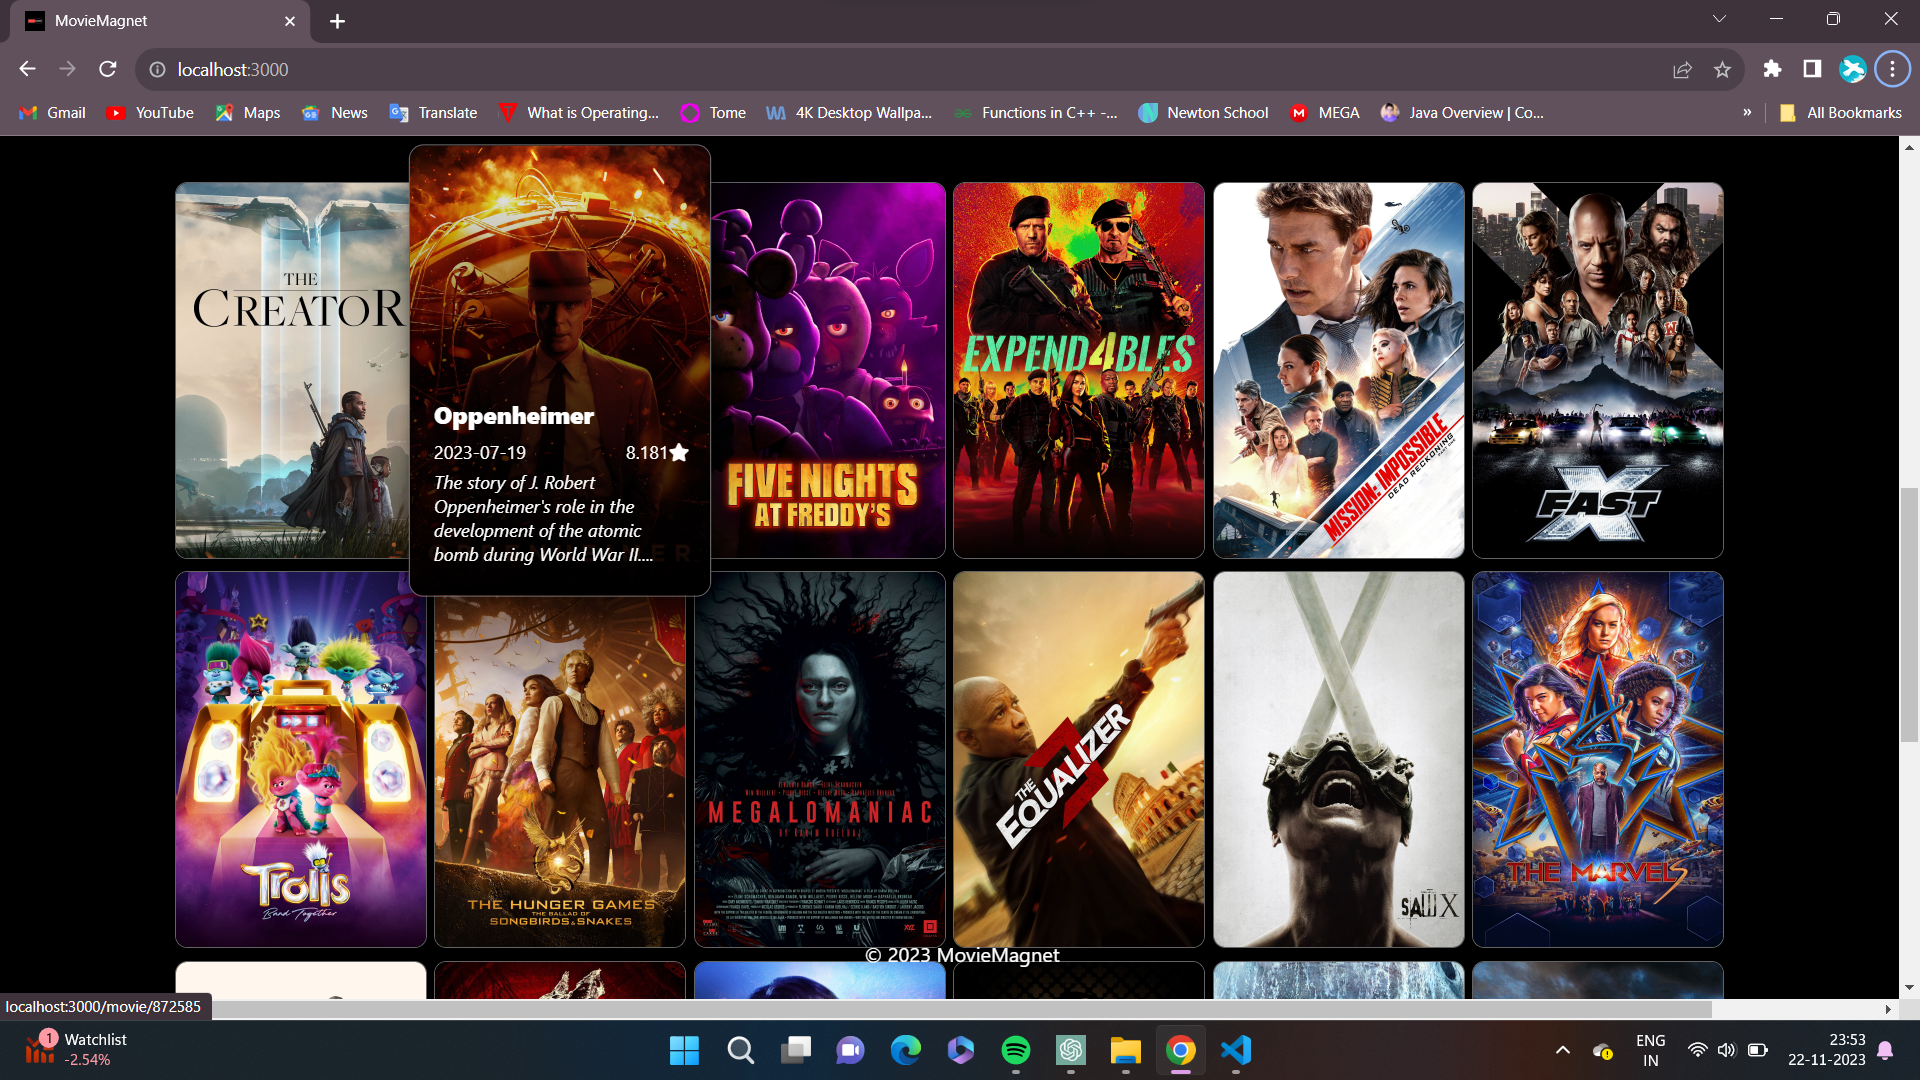 MovieMagnet
localhost:3000
Gmail
YouTube
Maps
News
Translate
What is Operating...
Tome
4K Desktop Wallpa...
Functions in C++ -...
Newton School
MEGA
Java Overview | Co...
»
All Bookmarks
THE
CREATOR
Oppenheimer
2023-07-19
8.181
The story of J. Robert
Oppenheimer's role in the
development of the atomic
bomb during World War II....
FIVE NIGHTS
AT FREDDY'S
EXPEND4BLES
MISSION: IMPOSSIBLE
DEAD RECKONING
FAST
X
Trolls
Band Together
THE HUNGER GAMES
THE BALLAD OF
SONGBIRDS & SNAKES
MEGALOMANIAC
THE
EQUALIZER
3
SAW X
THE MARVELS
© 2023 MovieMagnet
localhost:3000/movie/872585
1
Watchlist
-2.54%
ENG
IN
23:53
22-11-2023